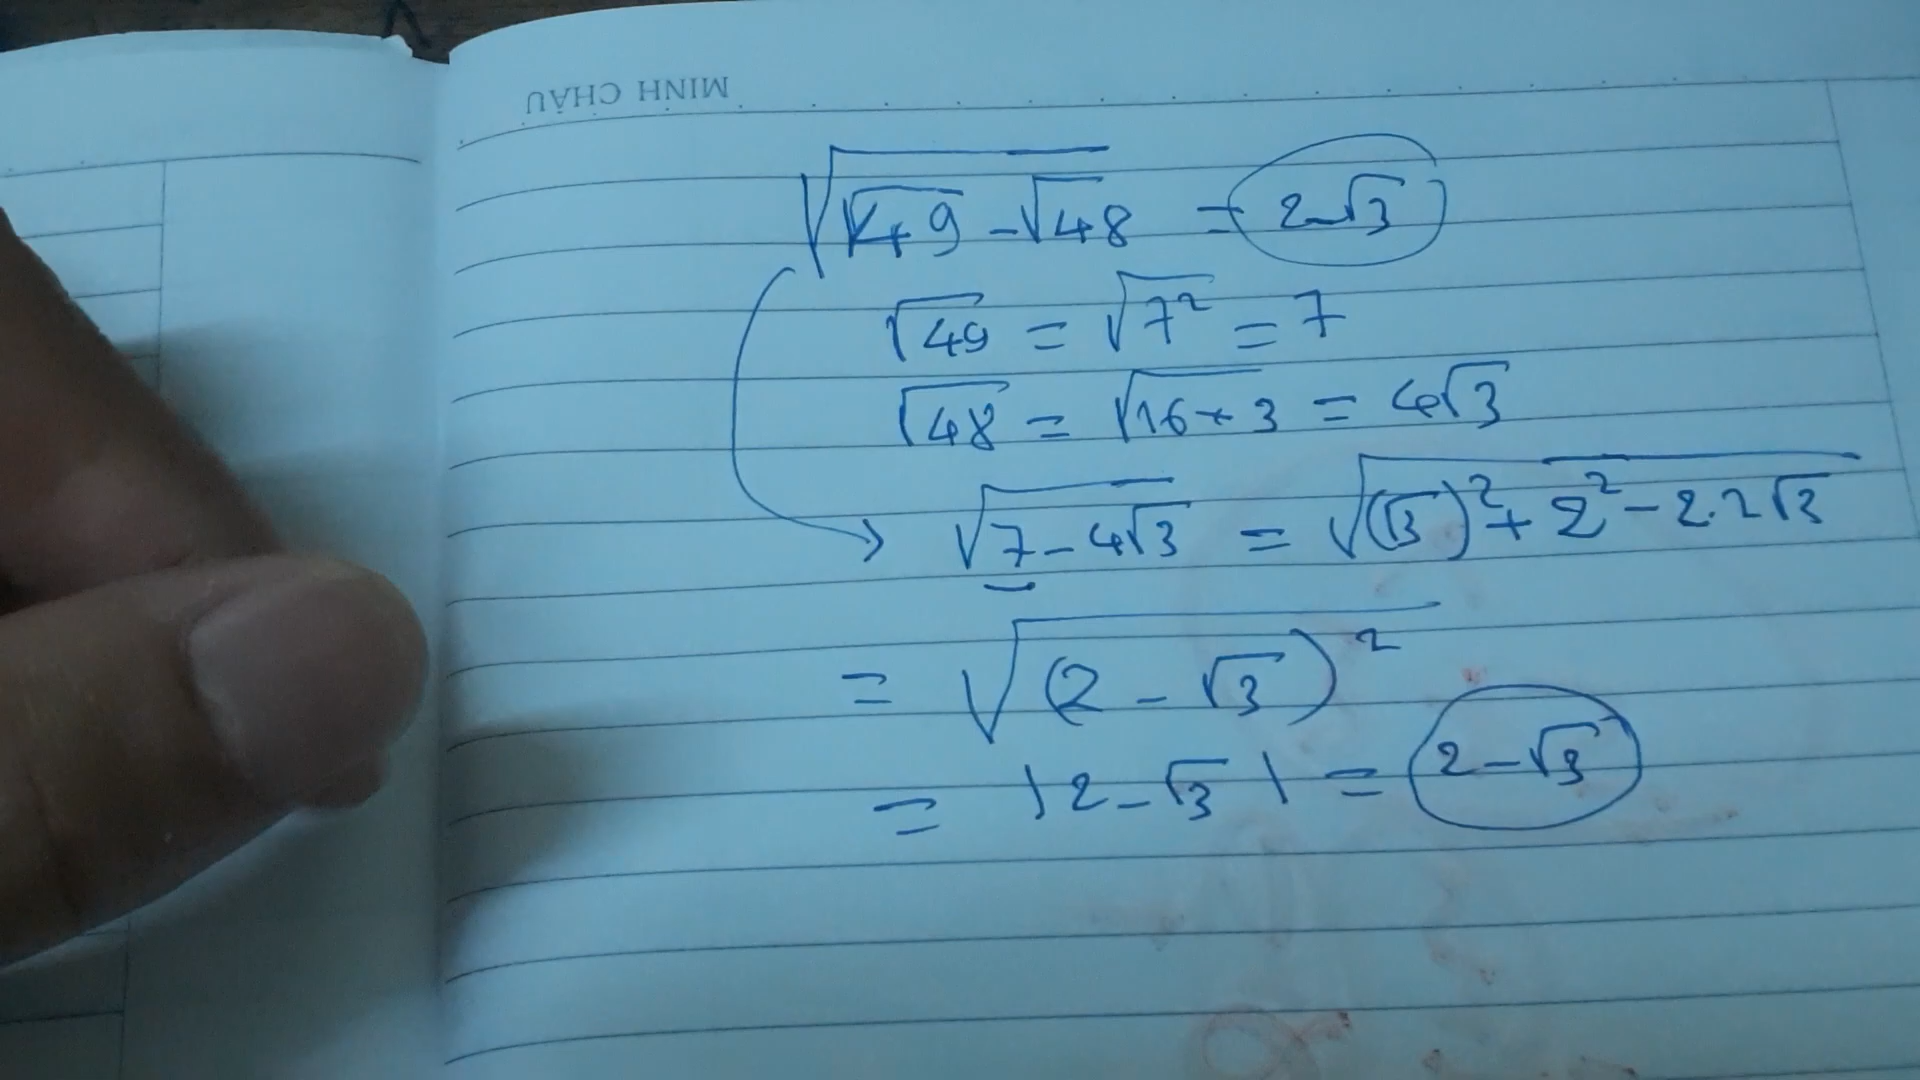 MINH CHÂU
√(√49 - √48) = 2-√3
√49 = √7² = 7
√48 = √16×3 = 4√3
√(7-4√3) = √((√3)²+2²-2.2√3)
= √(2-√3)²
= |2-√3| = 2-√3